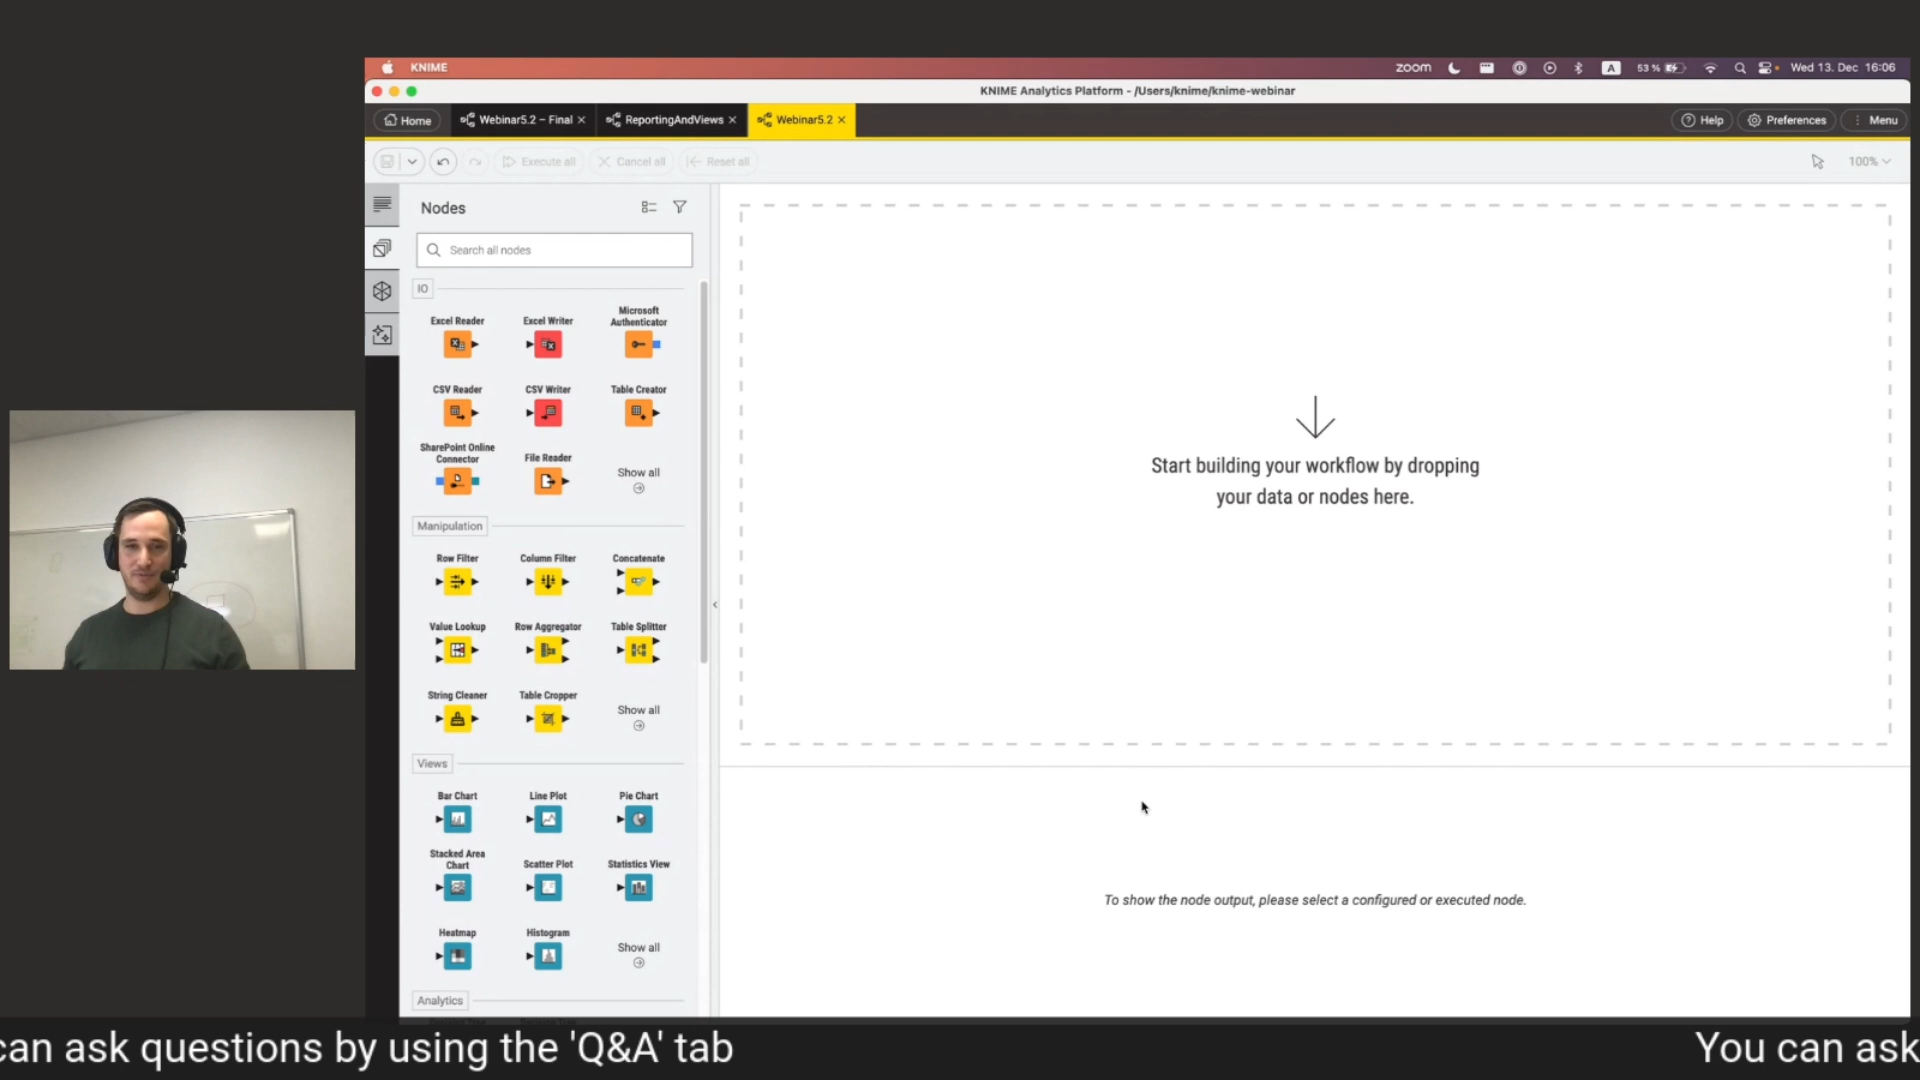 KNIME
zoom
A
53 %
Wed 13. Dec 16:06
KNIME Analytics Platform - /Users/knime/knime-webinar
Home
Webinar5.2 – Final
ReportingAndViews
Webinar5.2
Help
Preferences
Menu
Execute all
Cancel all
Reset all
100%
Nodes
Search all nodes
IO
Excel Reader
Excel Writer
Microsoft
Authenticator
CSV Reader
CSV Writer
Table Creator
SharePoint Online
Connector
File Reader
Show all
Manipulation
Row Filter
Column Filter
Concatenate
Value Lookup
Row Aggregator
Table Splitter
String Cleaner
Table Cropper
Show all
Views
Bar Chart
Line Plot
Pie Chart
Stacked Area
Chart
Scatter Plot
Statistics View
Heatmap
Histogram
Show all
Analytics
Start building your workflow by dropping
your data or nodes here.
To show the node output, please select a configured or executed node.
can ask questions by using the 'Q&A' tab
You can ask